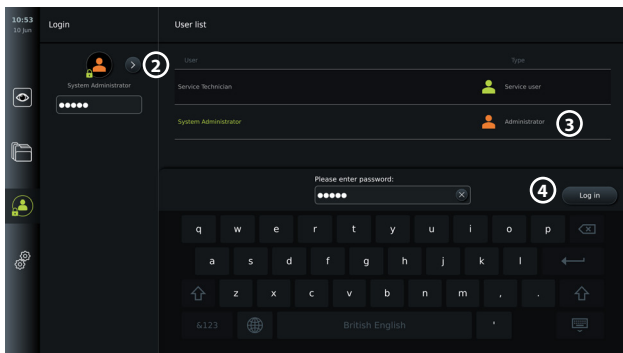 10:53
10 Jun
Login
User list
2
System Administrator
●●●●●
User
Type
Service Technician
Service user
System Administrator
Administrator
3
Please enter password:
●●●●●
4
Log in
q w e r t y u i o p
a s d f g h j k l
z x c v b n m , .
&123
British English
'